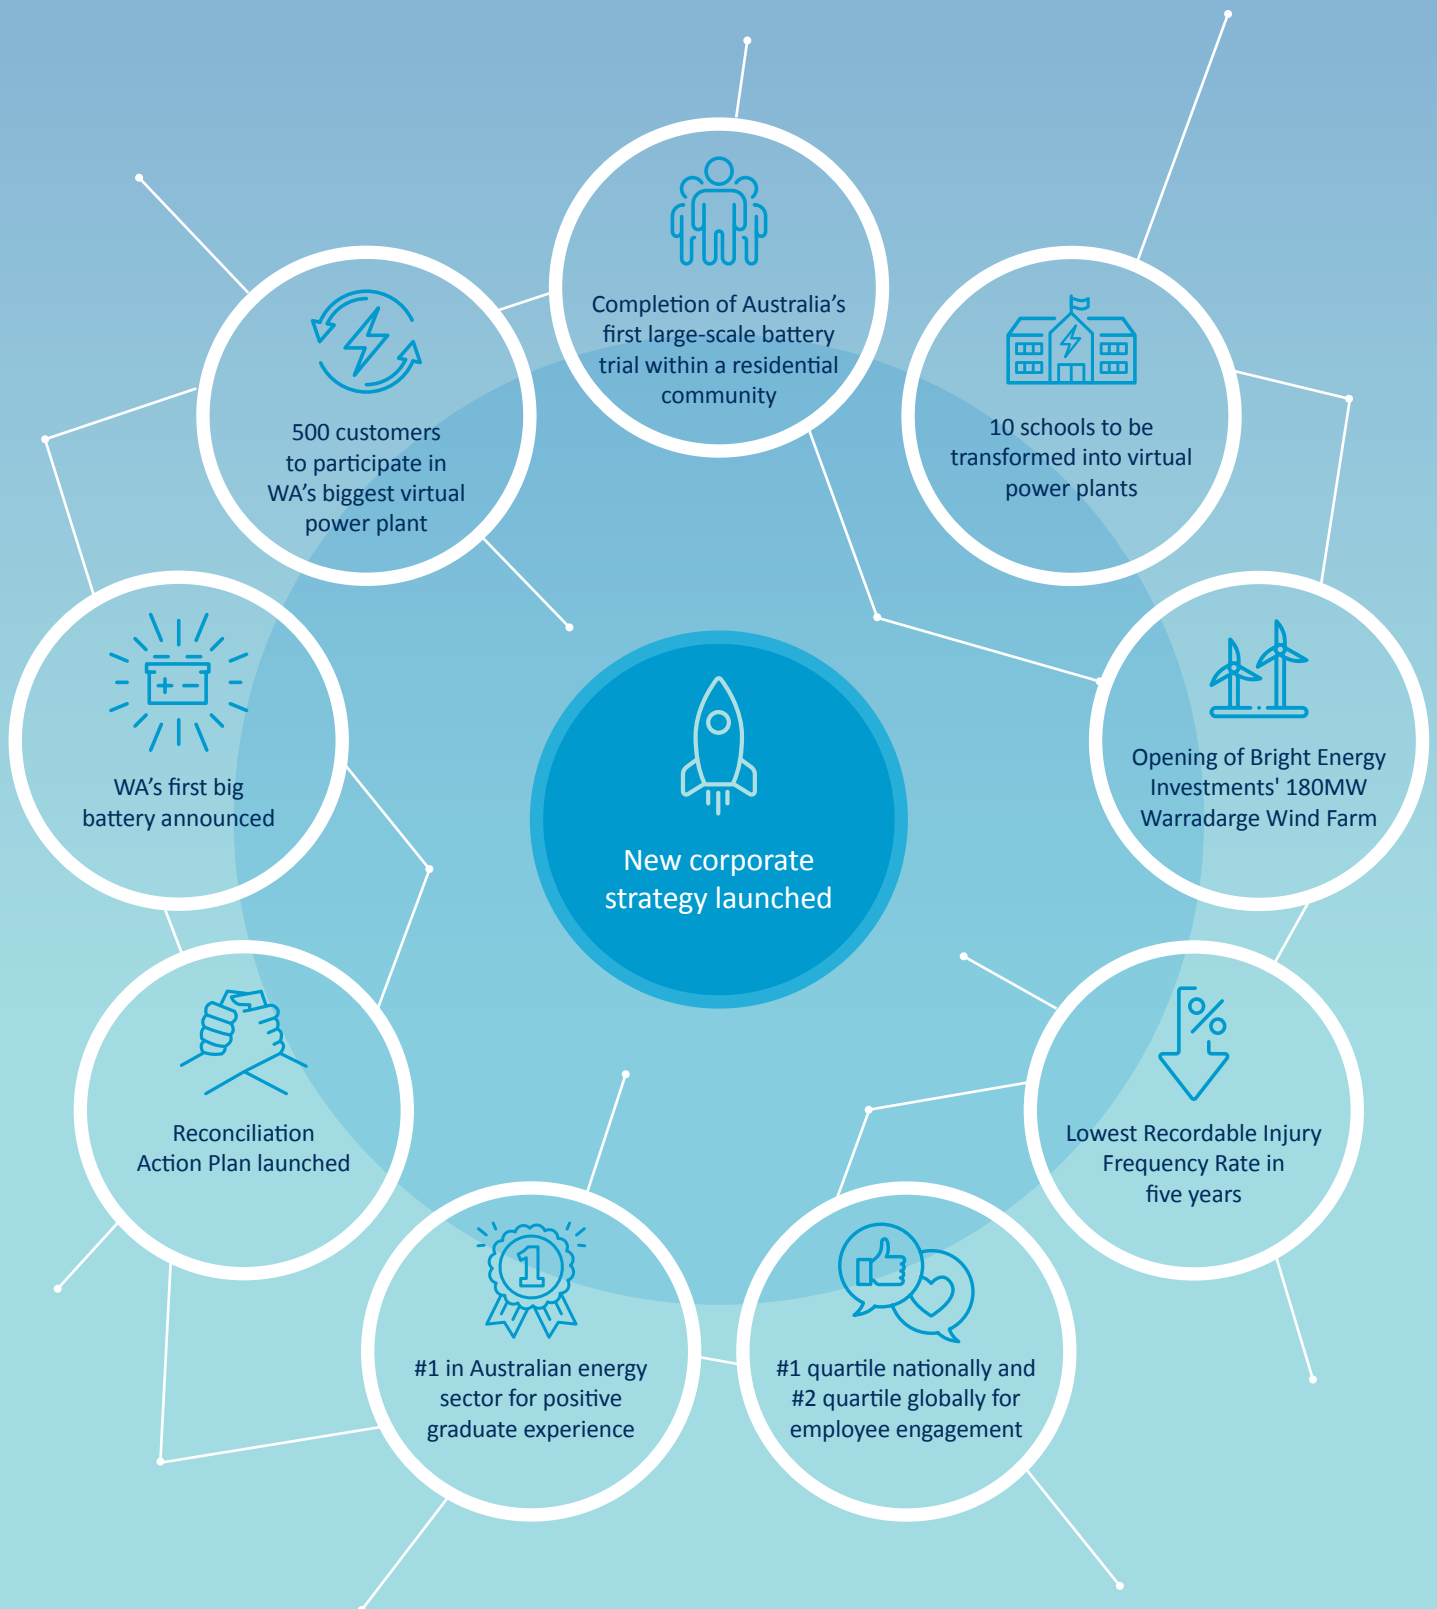 Completion of Australia's
first large-scale battery
trial within a residential
community
10 schools to be
transformed into virtual
power plants
500 customers
to participate in
WA's biggest virtual
power plant
%
1
+ −
Opening of Bright Energy
Investments' 180MW
Warradarge Wind Farm
WA's first big
battery announced
New corporate
strategy launched
Lowest Recordable Injury
Frequency Rate in
five years
Reconciliation
Action Plan launched
#1 in Australian energy
sector for positive
graduate experience
#1 quartile nationally and
#2 quartile globally for
employee engagement